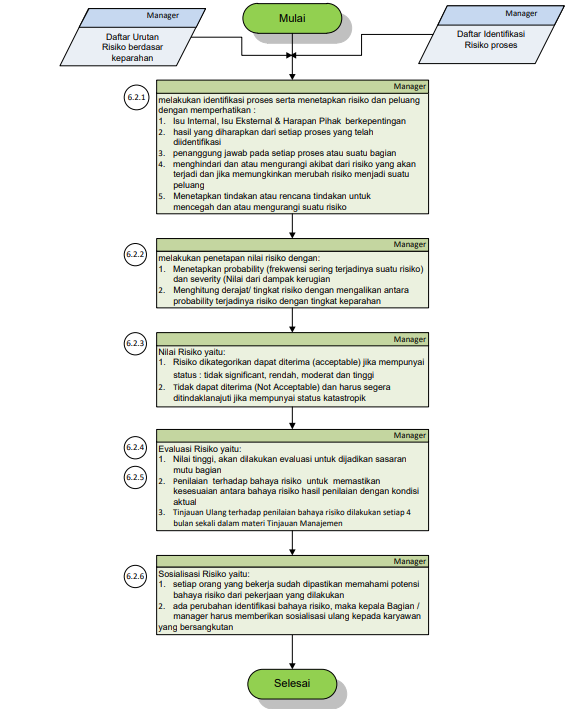 Manager
Daftar Urutan
Risiko berdasar
keparahan
Mulai
Manager
Daftar Identifikasi
Risiko proses
6.2.1
Manager
melakukan identifikasi proses serta menetapkan risiko dan peluang
dengan memperhatikan :
1. Isu Internal, Isu Eksternal & Harapan Pihak berkepentingan
2. hasil yang diharapkan dari setiap proses yang telah
diidentifikasi
3. penanggung jawab pada setiap proses atau suatu bagian
4. menghindari dan atau mengurangi akibat dari risiko yang akan
terjadi dan jika memungkinkan merubah risiko menjadi suatu
peluang
5. Menetapkan tindakan atau rencana tindakan untuk
mencegah dan atau mengurangi suatu risiko
6.2.2
Manager
melakukan penetapan nilai risiko dengan:
1. Menetapkan probability (frekwensi sering terjadinya suatu risiko)
dan severity (Nilai dari dampak kerugian
2. Menghitung derajat/ tingkat risiko dengan mengalikan antara
probability terjadinya risiko dengan tingkat keparahan
6.2.3
Manager
Nilai Risiko yaitu:
1. Risiko dikategorikan dapat diterima (acceptable) jika mempunyai
status : tidak significant, rendah, moderat dan tinggi
2. Tidak dapat diterima (Not Acceptable) dan harus segera
ditindaklanajuti jika mempunyai status katastropik
6.2.4
6.2.5
Manager
Evaluasi Risiko yaitu:
1. Nilai tinggi, akan dilakukan evaluasi untuk dijadikan sasaran
mutu bagian
2. Penilaian terhadap bahaya risiko untuk memastikan
kesesuaian antara bahaya risiko hasil penilaian dengan kondisi
aktual
3. Tinjauan Ulang terhadap penilaian bahaya risiko dilakukan setiap 4
bulan sekali dalam materi Tinjauan Manajemen
6.2.6
Manager
Sosialisasi Risiko yaitu:
1. setiap orang yang bekerja sudah dipastikan memahami potensi
bahaya risiko dari pekerjaan yang dilakukan
2. ada perubahan identifikasi bahaya risiko, maka kepala Bagian /
manager harus memberikan sosialisasi ulang kepada karyawan
yang bersangkutan
Selesai